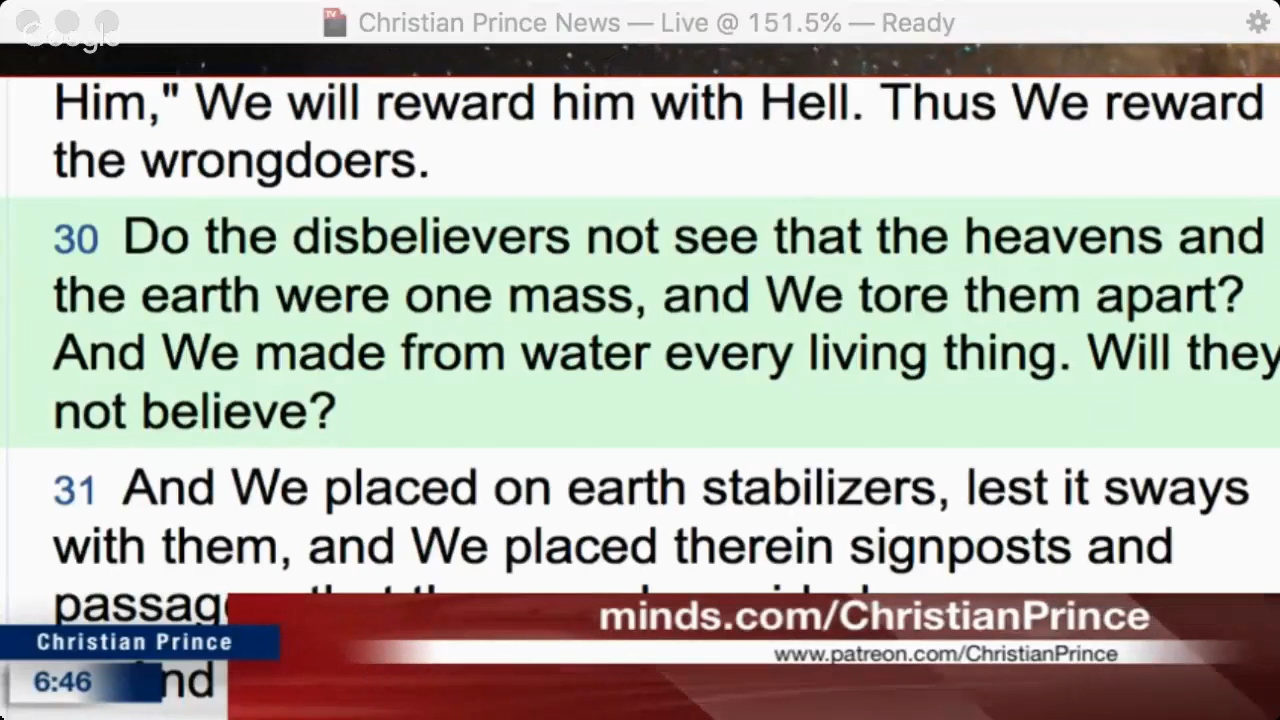 Christian Prince News — Live @ 151.5% — Ready
Google
Him," We will reward him with Hell. Thus We reward
the wrongdoers.
30 Do the disbelievers not see that the heavens and
the earth were one mass, and We tore them apart?
And We made from water every living thing. Will they
not believe?
31 And We placed on earth stabilizers, lest it sways
with them, and We placed therein signposts and
minds.com/ChristianPrince
Christian Prince
www.patreon.com/ChristianPrince
6:46